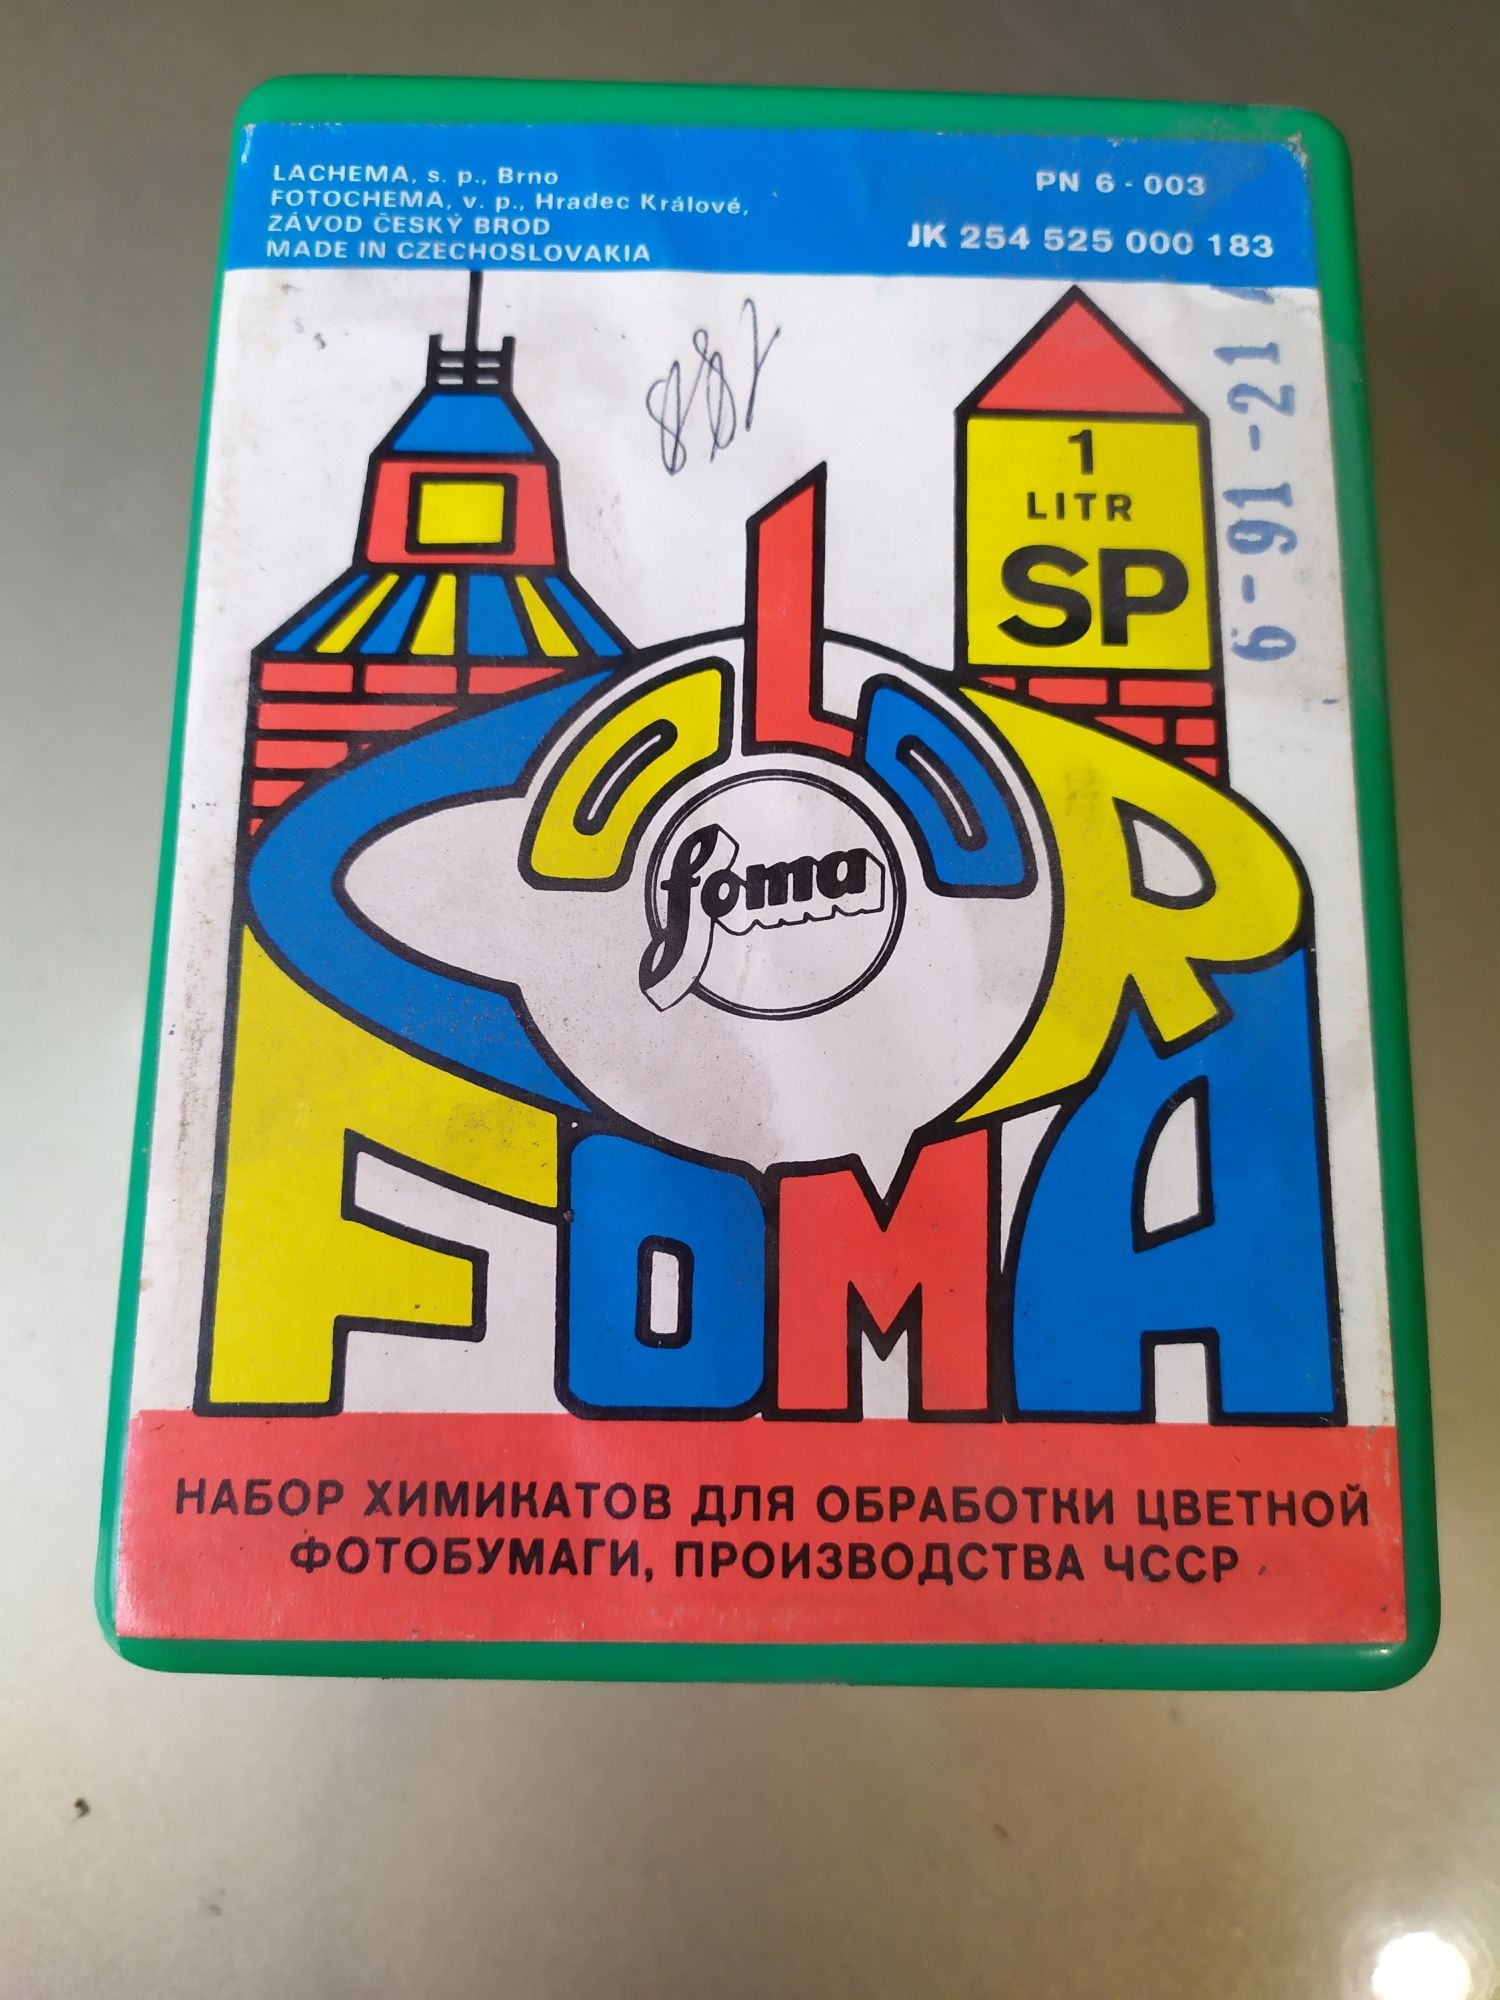 LACHEMA, s. p., Brno
FOTOCHEMA, v. p., Hradec Králové,
ZÁVOD ČESKÝ BROD
MADE IN CZECHOSLOVAKIA
PN 6 - 003
JK 254 525 000 183
1
LITR
SP
6-91-21
COLOR
foma
FOMA
НАБОР ХИМИКАТОВ ДЛЯ ОБРАБОТКИ ЦВЕТНОЙ
ФОТОБУМАГИ, ПРОИЗВОДСТВА ЧССР